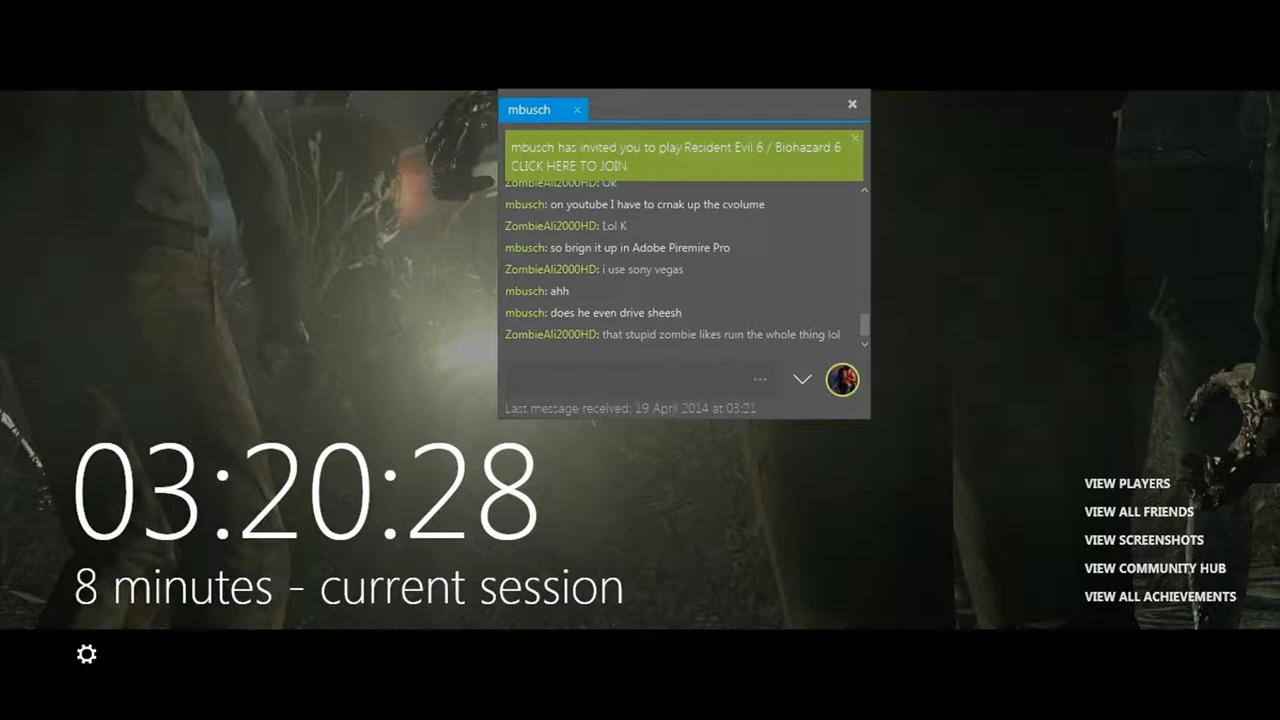 mbusch
mbusch has invited you to play Resident Evil 6 / Biohazard 6
CLICK HERE TO JOIN
ZombieAli2000HD: Ok
mbusch: on youtube I have to crnak up the cvolume
ZombieAli2000HD: Lol K
mbusch: so brign it up in Adobe Piremire Pro
ZombieAli2000HD: i use sony vegas
mbusch: ahh
mbusch: does he even drive sheesh
ZombieAli2000HD: that stupid zombie likes ruin the whole thing lol
Last message received: 19 April 2014 at 03:21
03:20:28
8 minutes - current session
VIEW PLAYERS
VIEW ALL FRIENDS
VIEW SCREENSHOTS
VIEW COMMUNITY HUB
VIEW ALL ACHIEVEMENTS